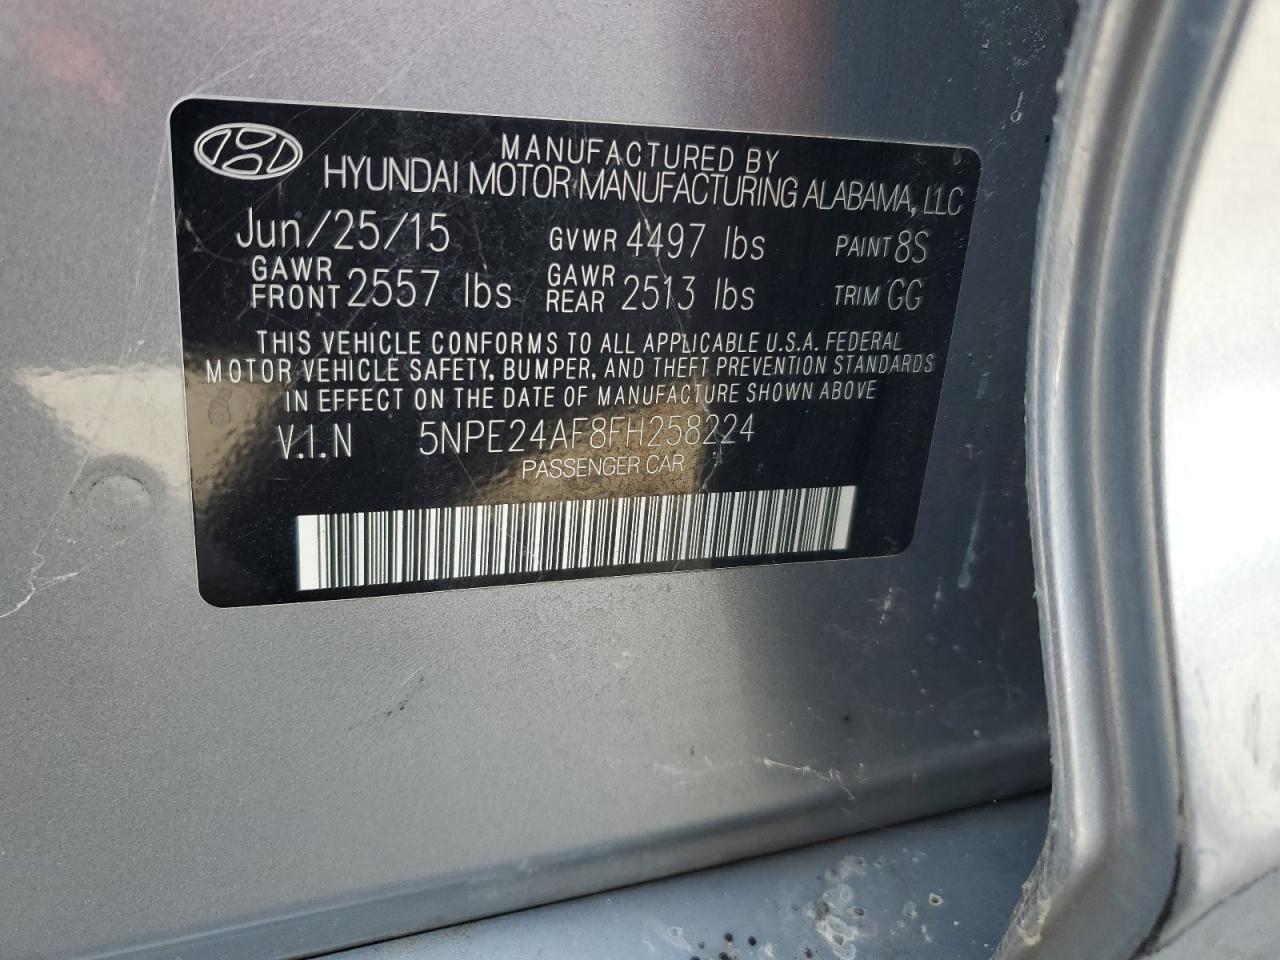 MANUFACTURED BY
HYUNDAI MOTOR MANUFACTURING ALABAMA, LLC
Jun/25/15 GVWR 4497 lbs PAINT 8S
GAWR FRONT 2557 lbs GAWR REAR 2513 lbs TRIM GG
THIS VEHICLE CONFORMS TO ALL APPLICABLE U.S.A. FEDERAL
MOTOR VEHICLE SAFETY, BUMPER, AND THEFT PREVENTION STANDARDS
IN EFFECT ON THE DATE OF MANUFACTURE SHOWN ABOVE
V.I.N 5NPE24AF8FH258224
PASSENGER CAR